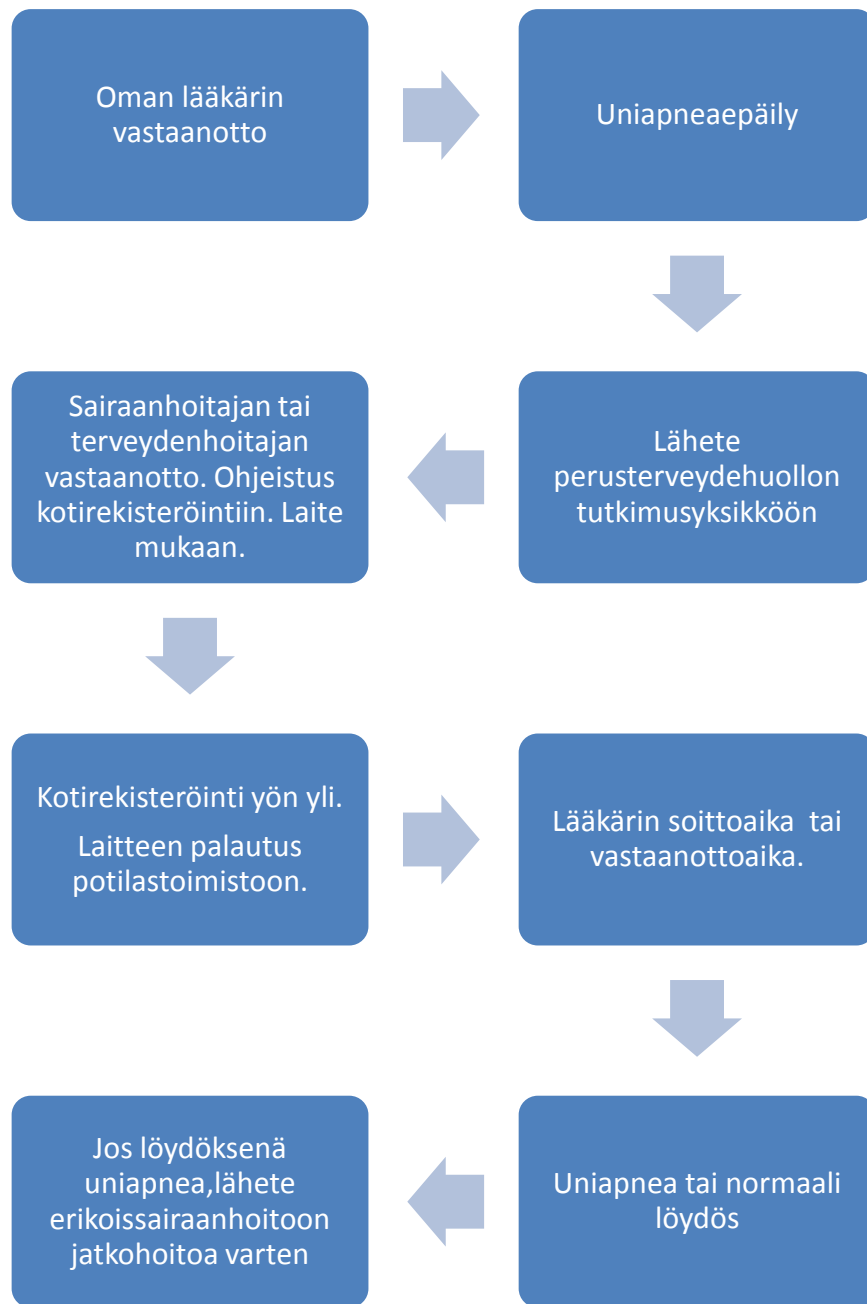 Oman lääkärin
vastaanotto
Uniapneaepäily
Lähete
perusterveydehuollon
tutkimusyksikköön
Sairaanhoitajan tai
terveydenhoitajan
vastaanotto. Ohjeistus
kotirekisteröintiin. Laite
mukaan.
Kotirekisteröinti yön yli.
Laitteen palautus
potilastoimistoon.
Lääkärin soittoaika  tai
vastaanottoaika.
Uniapnea tai normaali
löydös
Jos löydöksenä
uniapnea,lähete
erikoissairaanhoitoon
jatkohoitoa varten